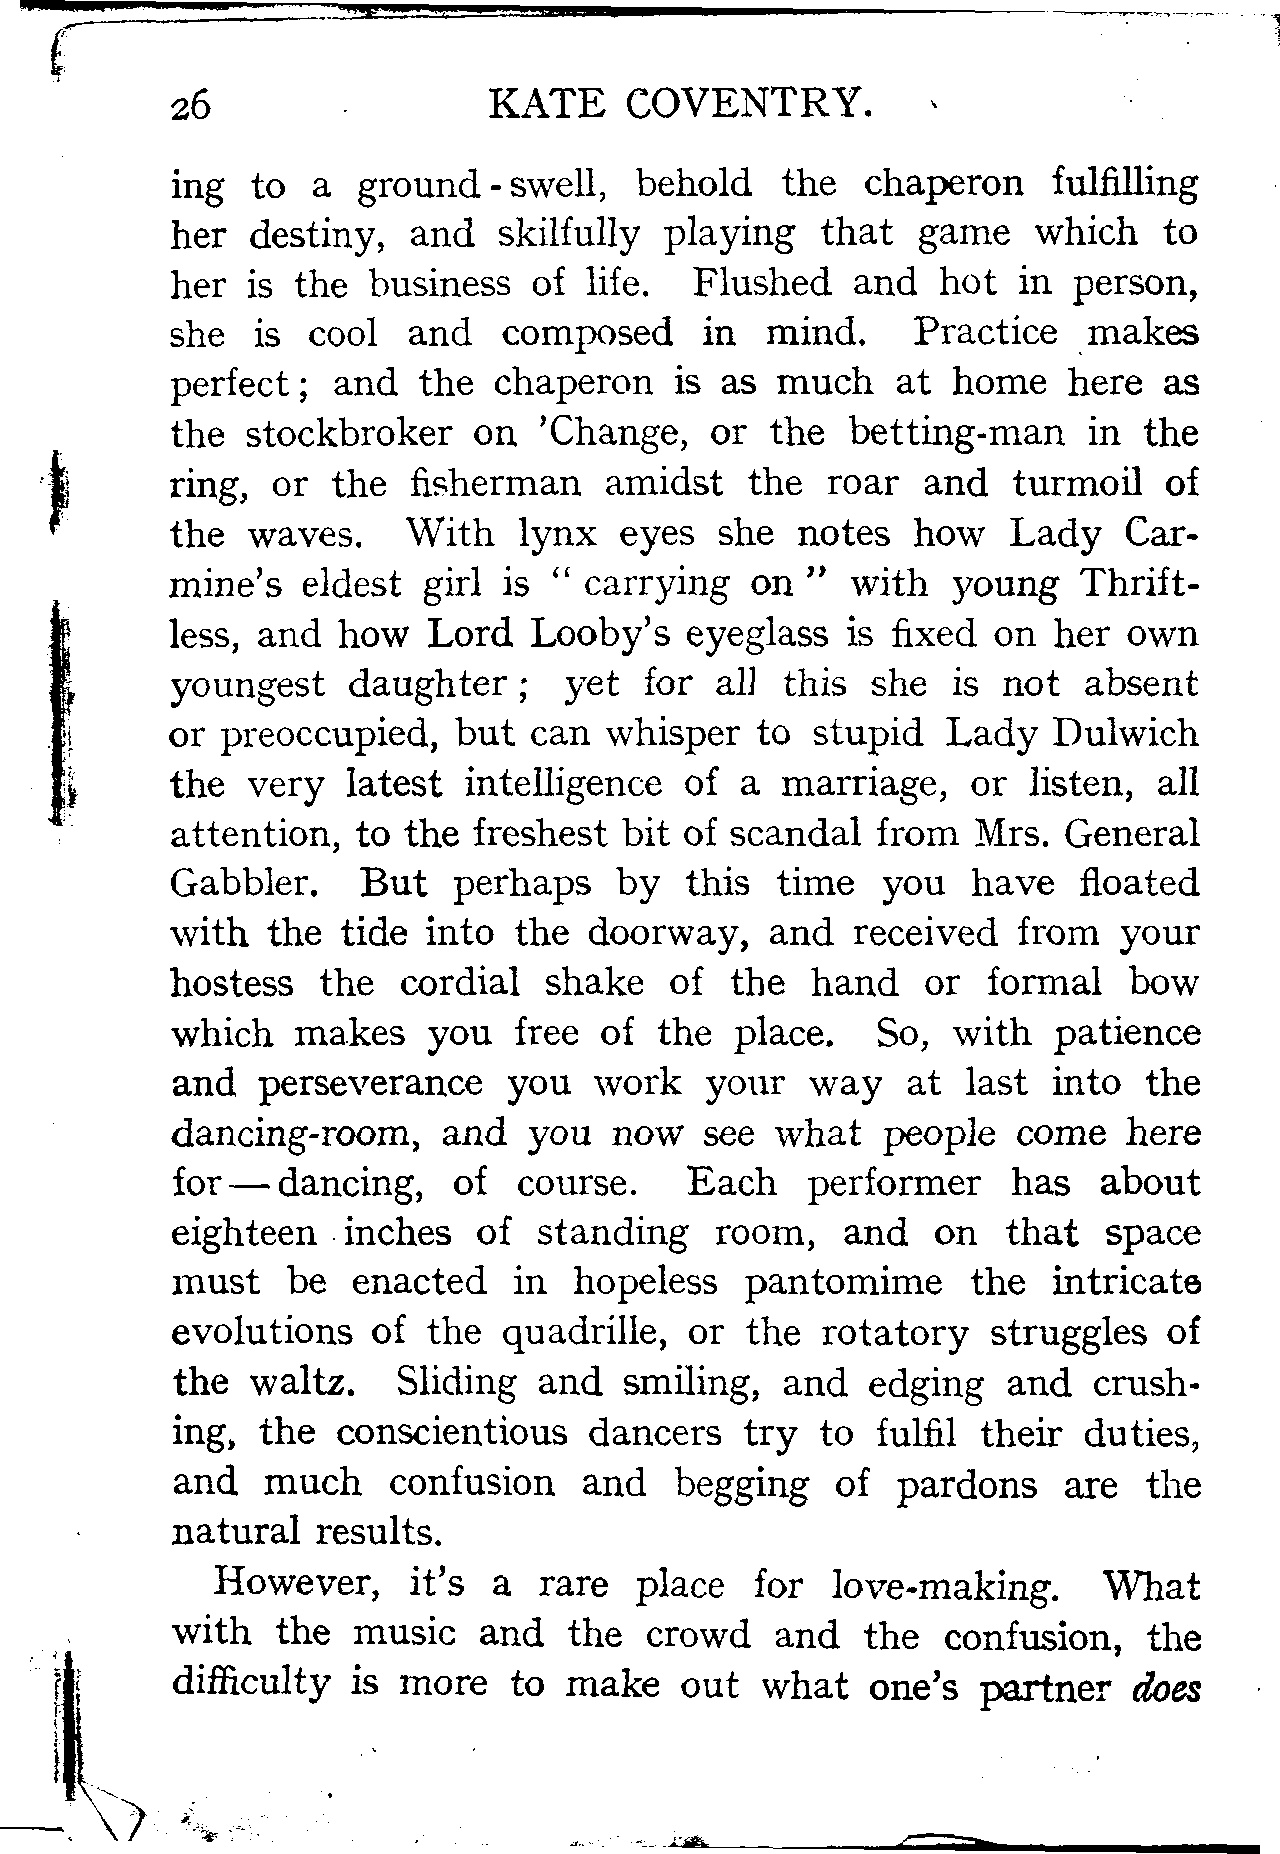 26 KATE COVENTRY.
ing to a ground-swell, behold the chaperon fulfilling
her destiny, and skilfully playing that game which to
her is the business of life. Flushed and hot in person,
she is cool and composed in mind. Practice makes
perfect; and the chaperon is as much at home here as
the stockbroker on 'Change, or the betting-man in the
ring, or the fisherman amidst the roar and turmoil of
the waves. With lynx eyes she notes how Lady Car-
mine's eldest girl is "carrying on" with young Thrift-
less, and how Lord Looby's eyeglass is fixed on her own
youngest daughter; yet for all this she is not absent
or preoccupied, but can whisper to stupid Lady Dulwich
the very latest intelligence of a marriage, or listen, all
attention, to the freshest bit of scandal from Mrs. General
Gabbler. But perhaps by this time you have floated
with the tide into the doorway, and received from your
hostess the cordial shake of the hand or formal bow
which makes you free of the place. So, with patience
and perseverance you work your way at last into the
dancing-room, and you now see what people come here
for—dancing, of course. Each performer has about
eighteen inches of standing room, and on that space
must be enacted in hopeless pantomime the intricate
evolutions of the quadrille, or the rotatory struggles of
the waltz. Sliding and smiling, and edging and crush-
ing, the conscientious dancers try to fulfil their duties,
and much confusion and begging of pardons are the
natural results.
However, it's a rare place for love-making. What
with the music and the crowd and the confusion, the
difficulty is more to make out what one's partner does